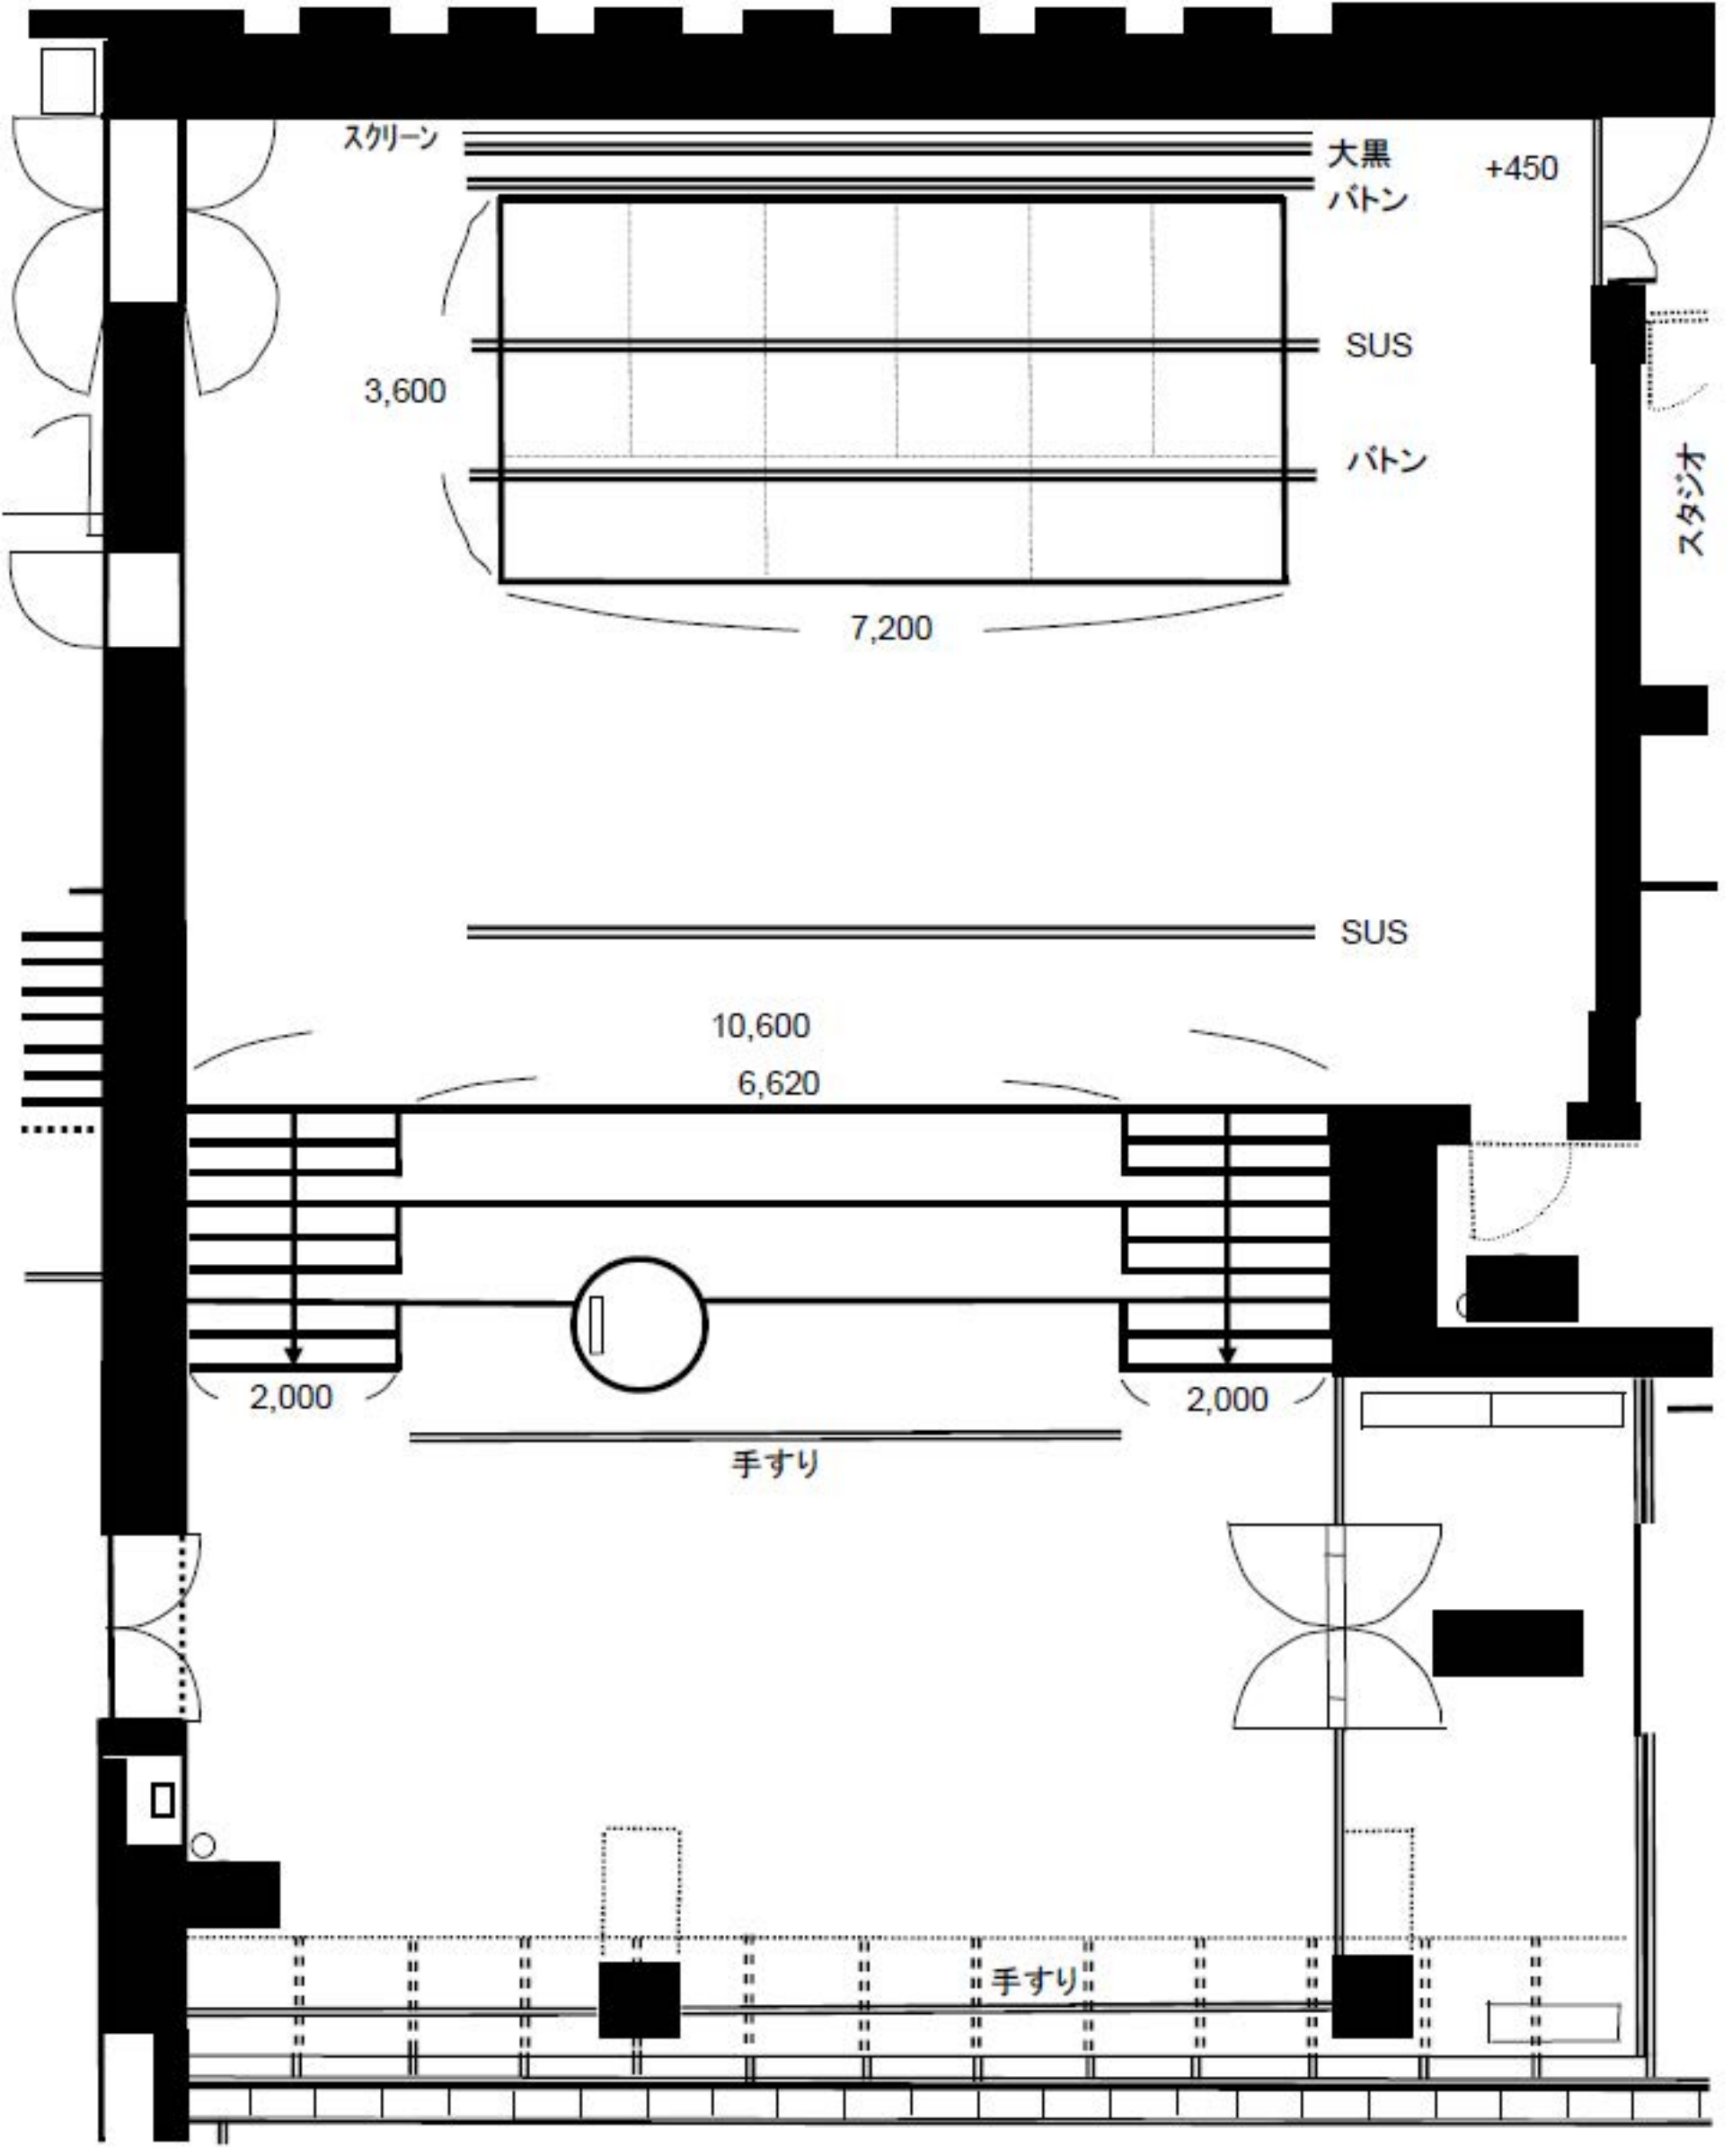 スクリーン
大黒
バトン
+450
SUS
3,600
バトン
スタジオ
7,200
SUS
10,600
6,620
2,000
2,000
手すり
手すり